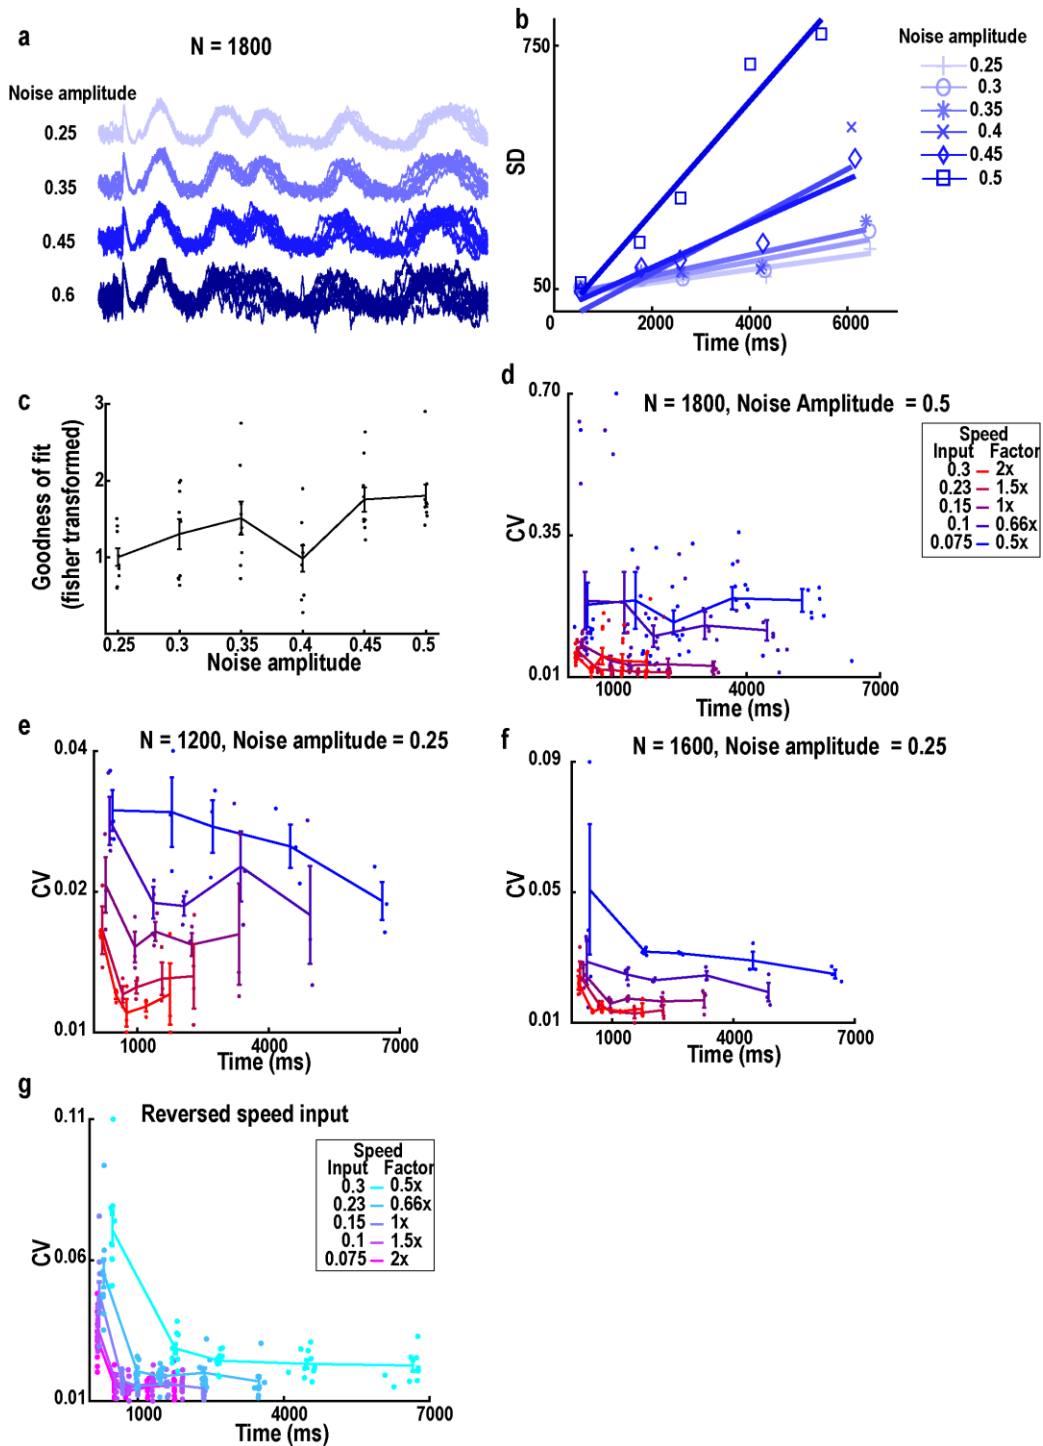 a
N = 1800
Noise amplitude
0.25
0.35
0.45
0.6
b
750
50
SD
0 2000 4000 6000
Time (ms)
Noise amplitude
0.25
0.3
0.35
0.4
0.45
0.5
c
3
2
1
Goodness of fit
(fisher transformed)
0.25 0.3 0.35 0.4 0.45 0.5
Noise amplitude
d
N = 1800, Noise Amplitude = 0.5
0.70
0.35
0.01
CV
1000 4000 7000
Time (ms)
Speed
Input Factor
0.3 2x
0.23 1.5x
0.15 1x
0.1 0.66x
0.075 0.5x
e
N = 1200, Noise amplitude = 0.25
0.04
0.02
0.01
CV
1000 4000 7000
Time (ms)
f
N = 1600, Noise amplitude = 0.25
0.09
0.05
0.01
CV
1000 4000 7000
Time (ms)
g
Reversed speed input
0.11
0.06
0.01
CV
1000 4000 7000
Time (ms)
Speed
Input Factor
0.3 0.5x
0.23 0.66x
0.15 1x
0.1 1.5x
0.075 2x